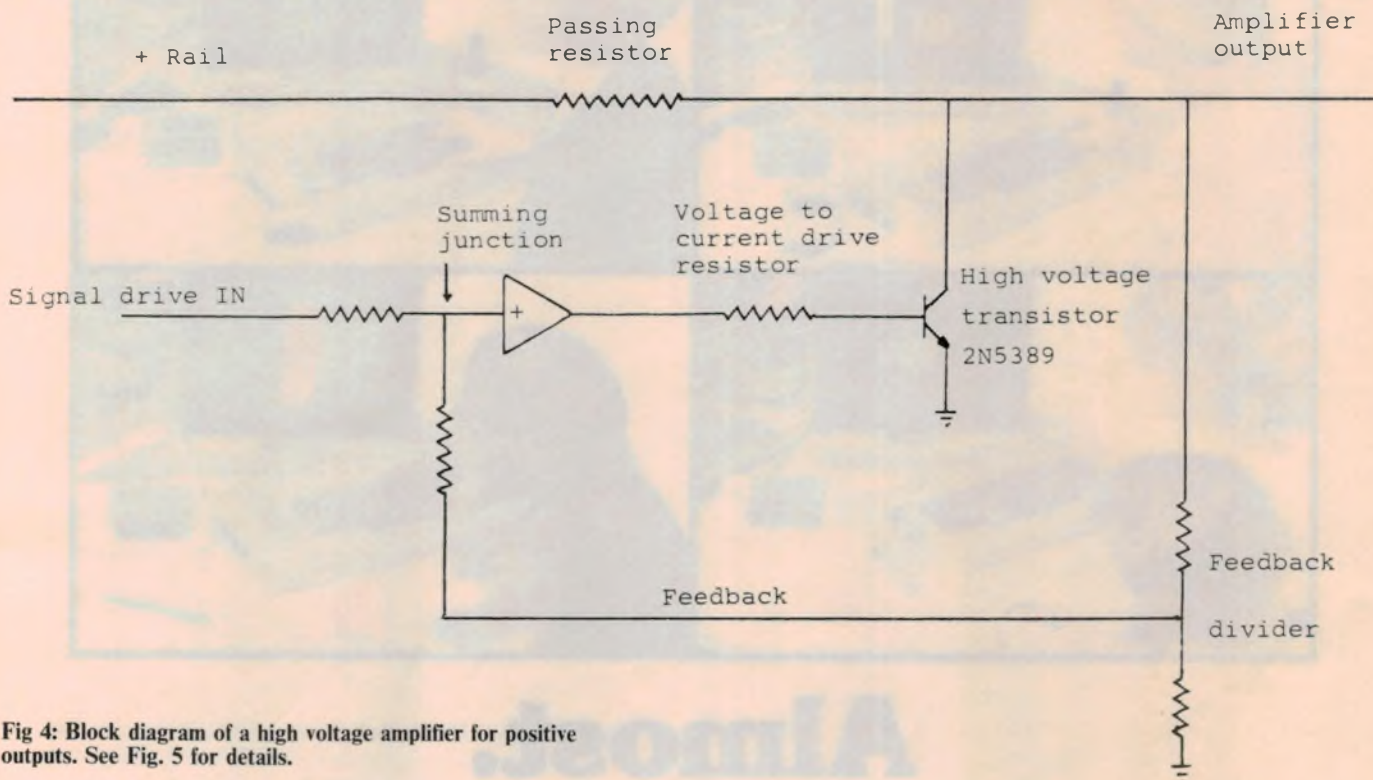 Passing
resistor
Amplifier
output
+ Rail
Summing
junction
Voltage to
current drive
resistor
Signal drive IN
+
High voltage
transistor
2N5389
Feedback
Feedback
divider
Fig 4: Block diagram of a high voltage amplifier for positive
outputs. See Fig. 5 for details.
Almost.